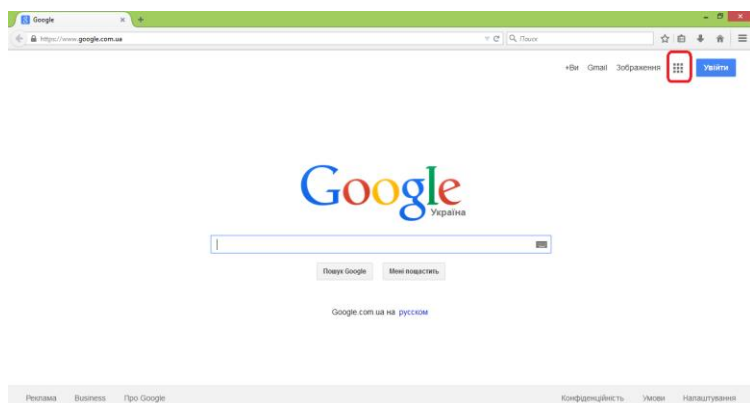 Google
https://www.google.com.ua
Поиск
+Ви Gmail Зображення Увійти
Google
Україна
Пошук Google Мені пощастить
Google.com.ua на русском
Реклама Business Про Google Конфіденційність Умови Налаштування